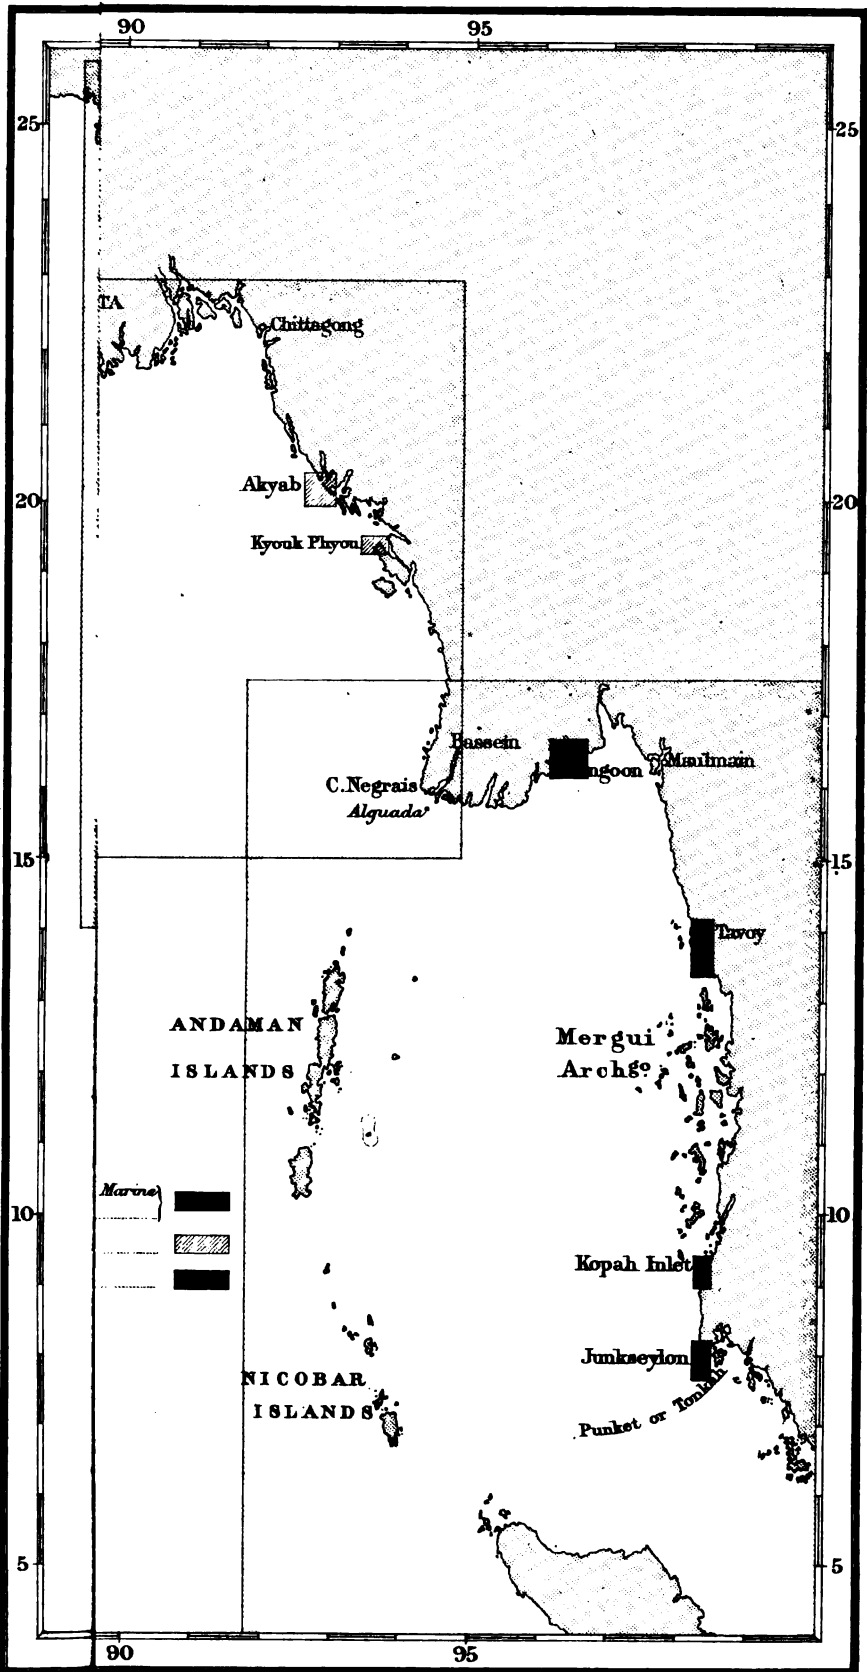 90 95
25 25
TA
Chittagong
Akyab
20 20
Kyouk Phyou
Bassein
ngoon
Maulmain
C. Negrais
Alguada
15 15
Tavoy
ANDAMAN
ISLANDS
Mergui
Archgo.
Marine
10 10
Kopah Inlet
Junkseylon
NICOBAR
ISLANDS
Punket or Tonkah
5 5
90 95